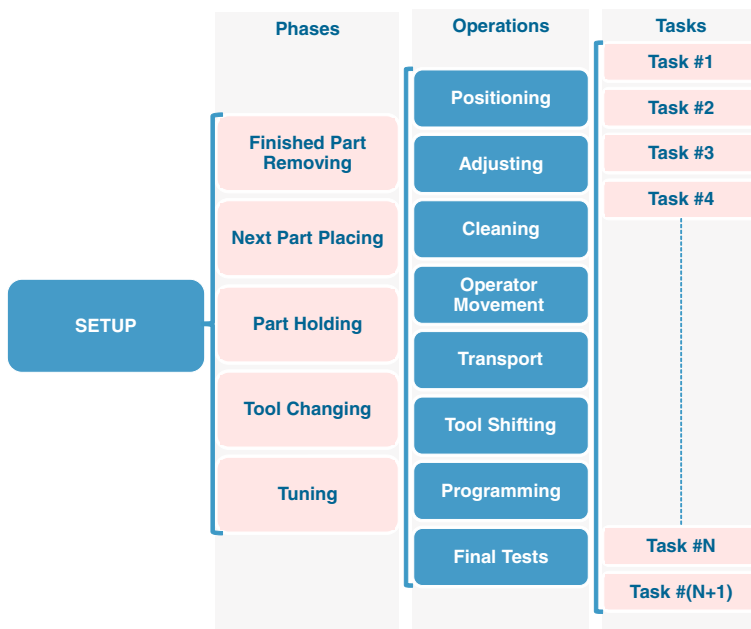 Phases
Operations
Tasks
SETUP
Finished Part
Removing
Next Part Placing
Part Holding
Tool Changing
Tuning
Positioning
Adjusting
Cleaning
Operator
Movement
Transport
Tool Shifting
Programming
Final Tests
Task #1
Task #2
Task #3
Task #4
Task #N
Task #(N+1)